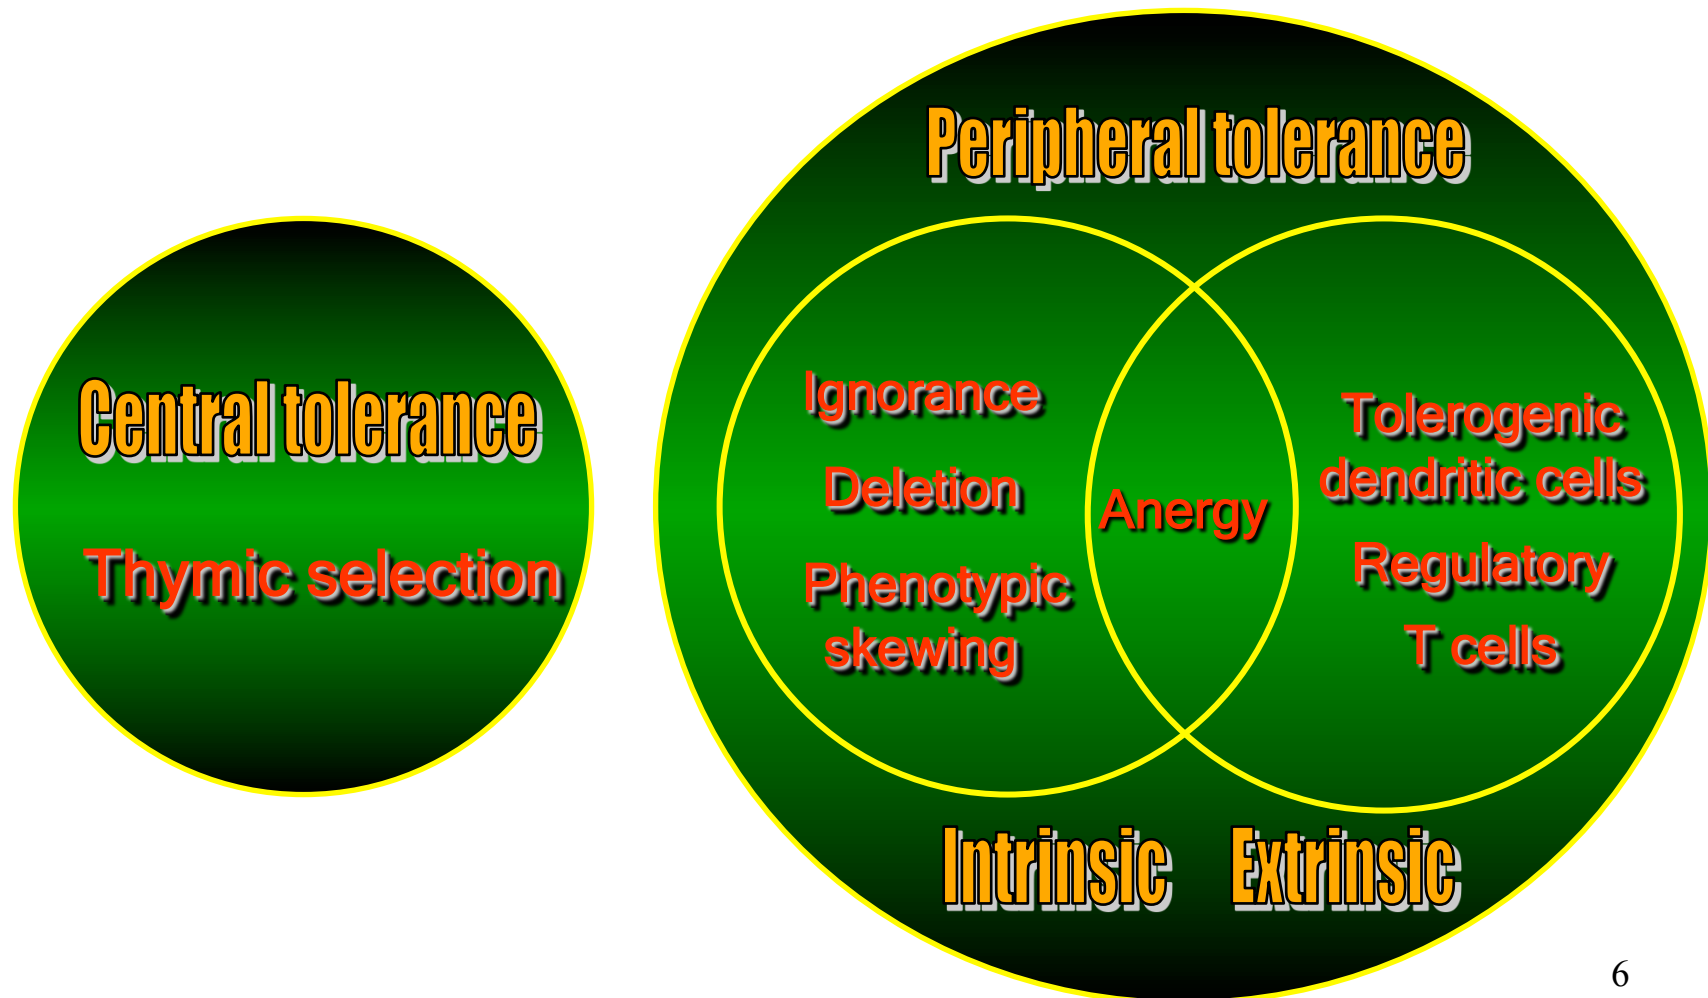 Central tolerance
Thymic selection
Peripheral tolerance
Ignorance
Deletion
Phenotypic
skewing
Anergy
Tolerogenic
dendritic cells
Regulatory
T cells
Intrinsic
Extrinsic
6